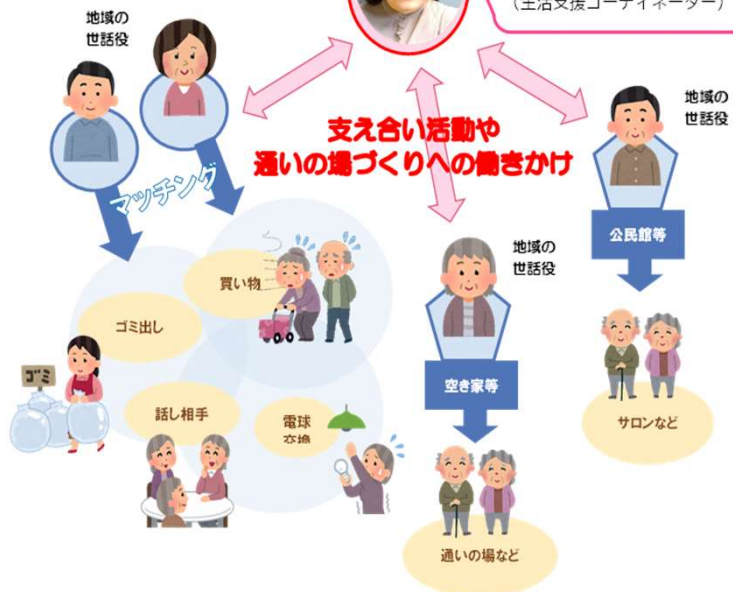 （生活支援コーディネーター）
地域の
世話役
地域の
世話役
支え合い活動や
通いの場づくりへの働きかけ
マッチング
公民館等
地域の
世話役
買い物
ゴミ出し
ゴミ
空き家等
話し相手
電球
交換
サロンなど
通いの場など